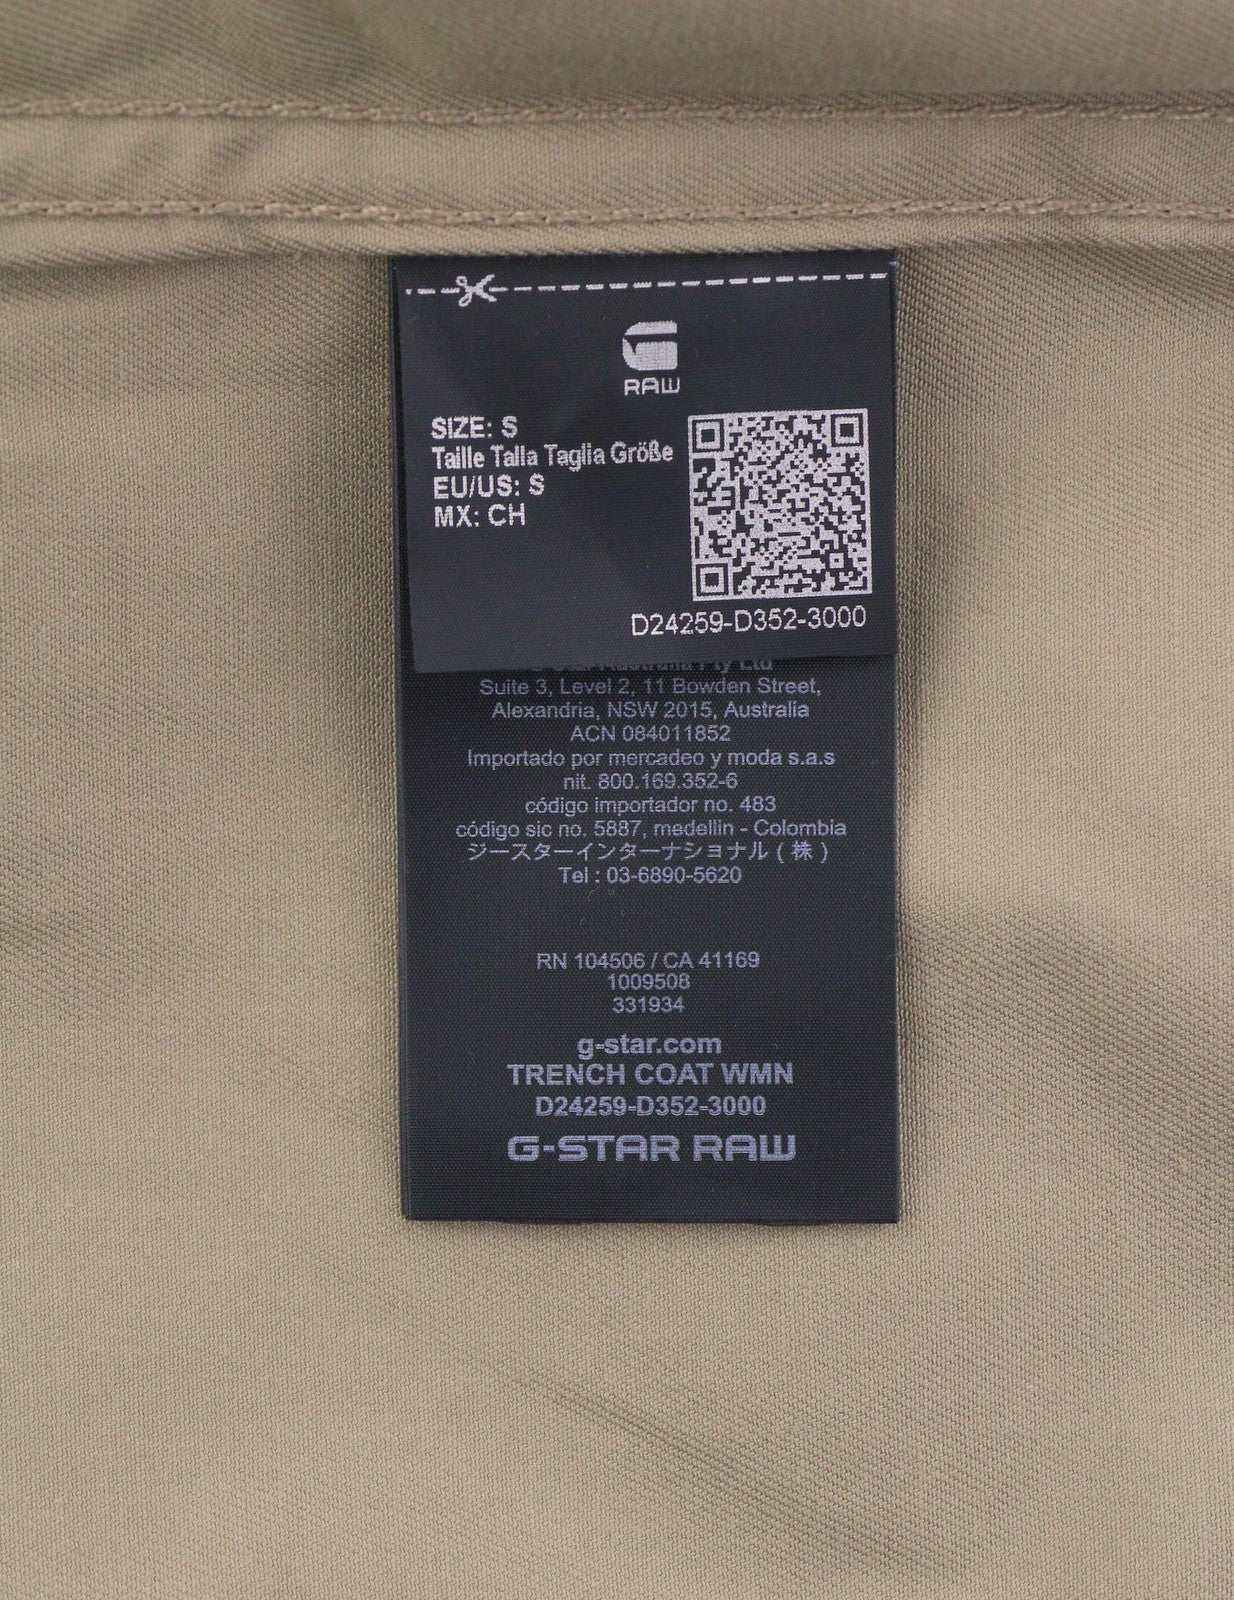 RAW
SIZE: S
Taille Talla Taglia Größe
EU/US: S
MX: CH
D24259-D352-3000
G-Star Australia Pty Ltd
Suite 3, Level 2, 11 Bowden Street,
Alexandria, NSW 2015, Australia
ACN 084011852
Importado por mercadeo y moda s.a.s
nit. 800.169.352-6
código importador no. 483
código sic no. 5887, medellin - Colombia
ジースターインターナショナル ( 株 )
Tel : 03-6890-5620
RN 104506 / CA 41169
1009508
331934
g-star.com
TRENCH COAT WMN
D24259-D352-3000
G-STAR RAW